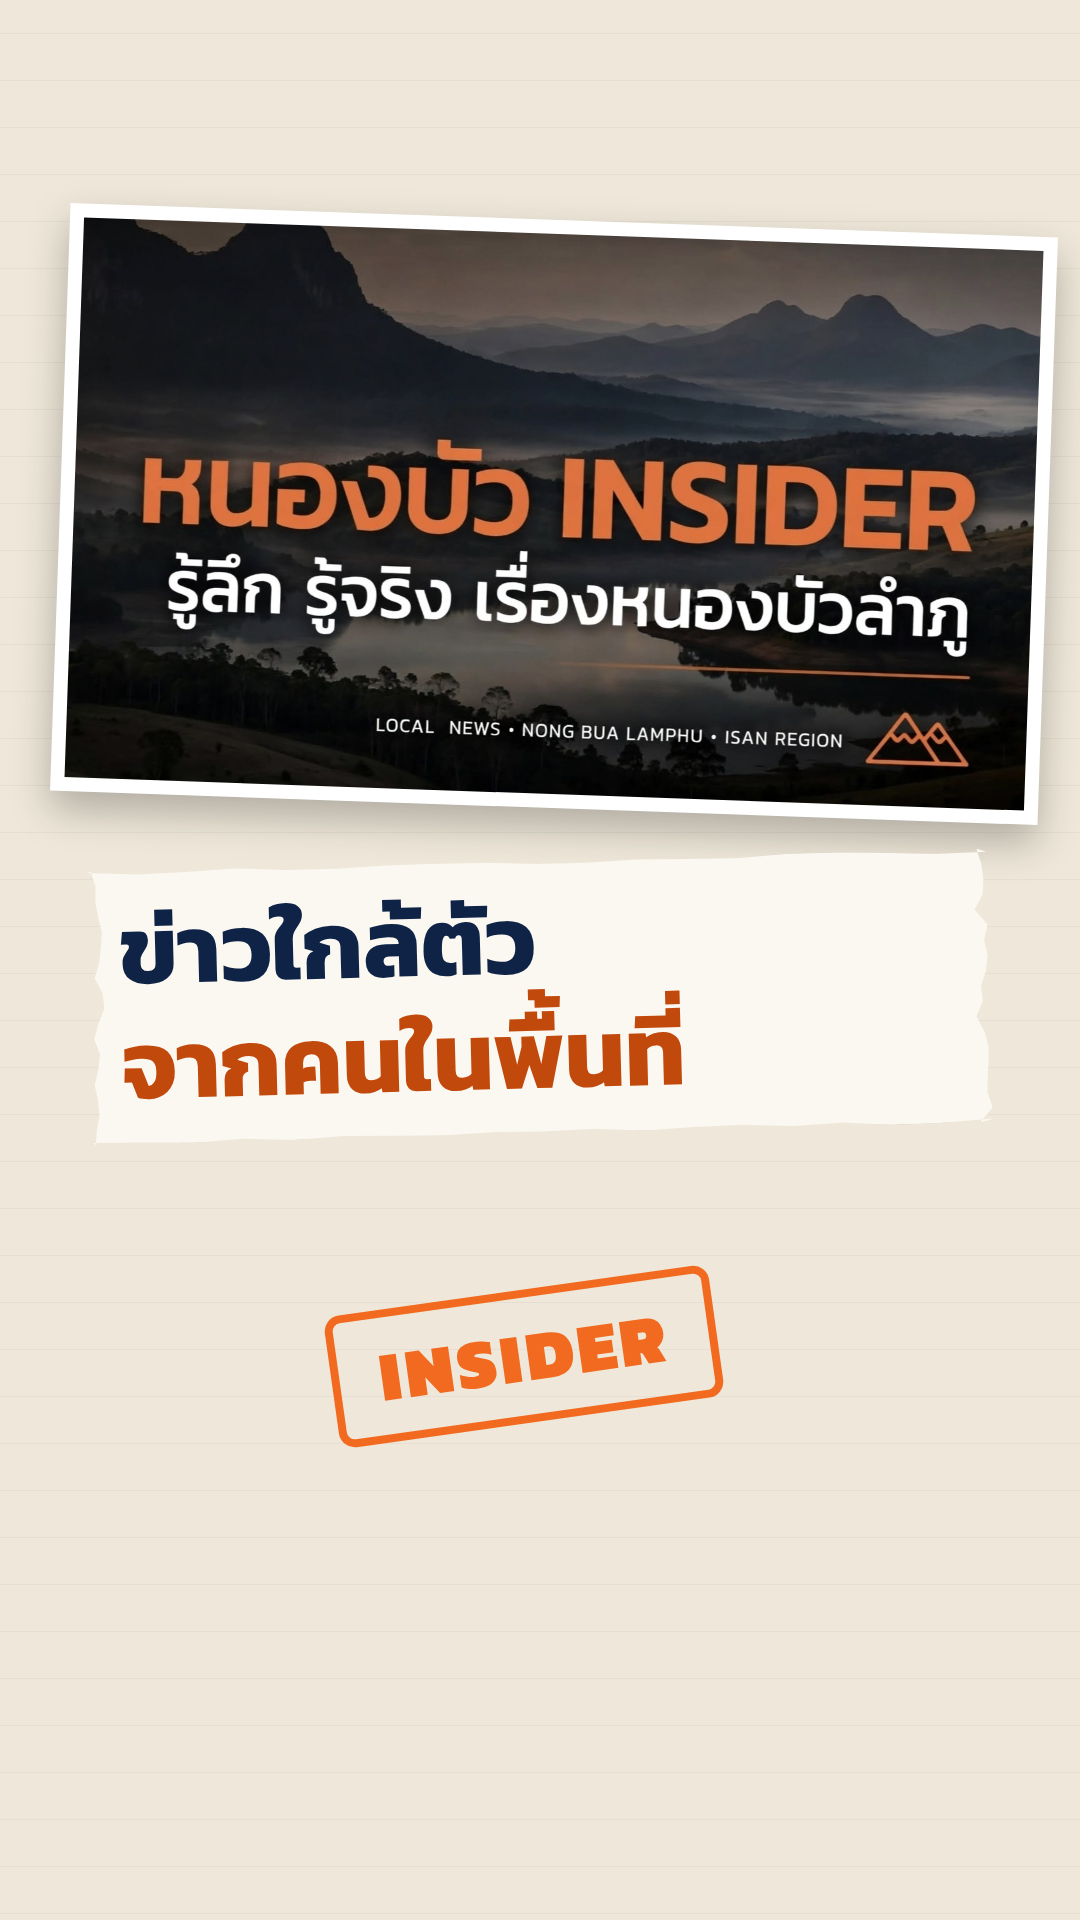 หนองบัว INSIDER
รู้ลึก รู้จริง เรื่องหนองบัวลำภู
LOCAL NEWS • NONG BUA LAMPHU • ISAN REGION
ข่าวใกล้ตัว
จากคนในพื้นที่
INSIDER